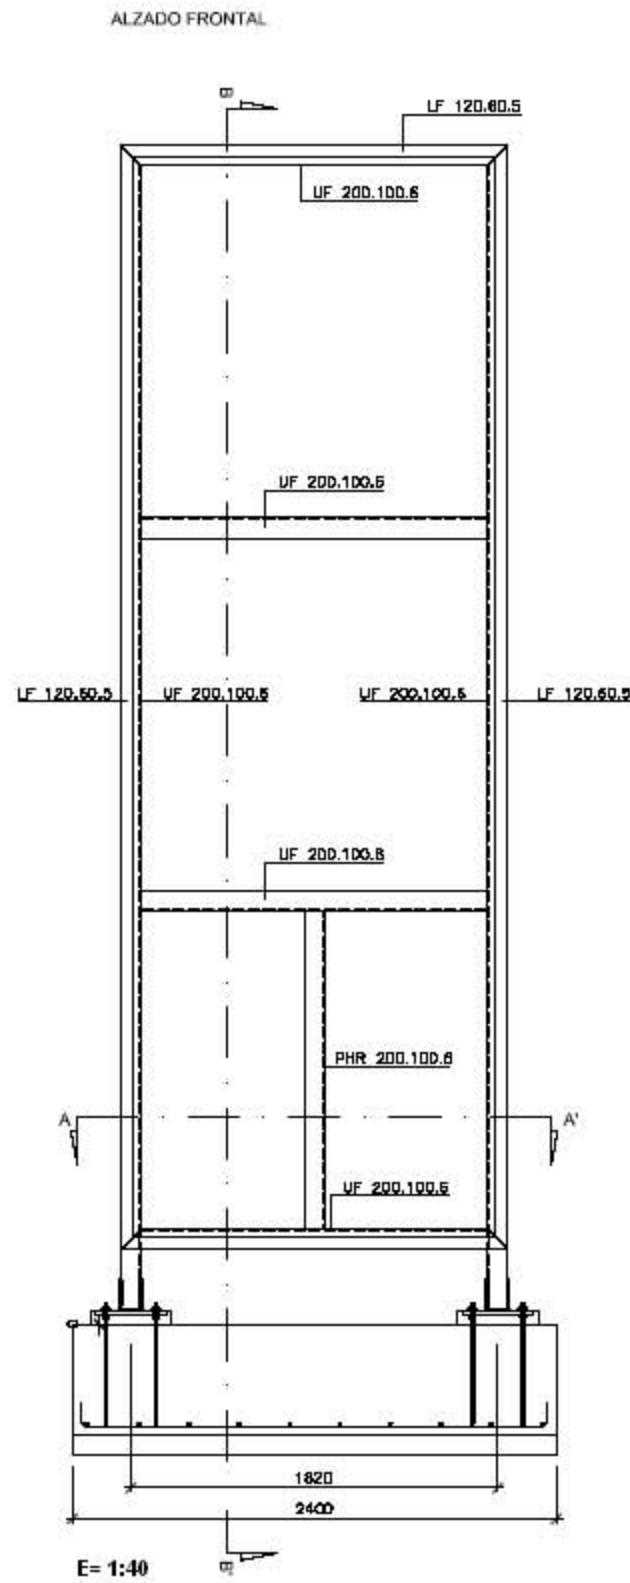 ALZADO FRONTAL
B
LF 120.60.5
UF 200.100.6
UF 200.100.6
LF 120.60.5 UF 200.100.6 UF 200.100.6 LF 120.60.5
UF 200.100.6
PHR 200.100.6
A A'
UF 200.100.6
1820
2400
E= 1:40
B'